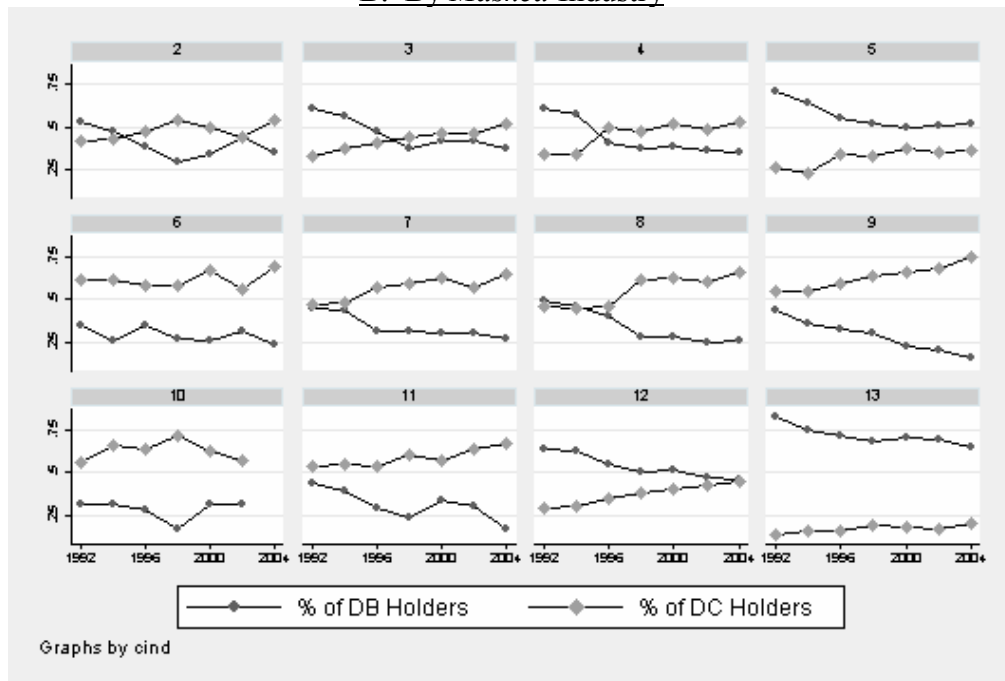 B. By Masked Industry
2 3 4 5
.75
.5
.25
6 7 8 9
.75
.5
.25
10 11 12 13
.75
.5
.25
1992 1996 2000 2004 1992 1996 2000 2004 1992 1996 2000 2004 1992 1996 2000 2004
% of DB Holders % of DC Holders
Graphs by cind